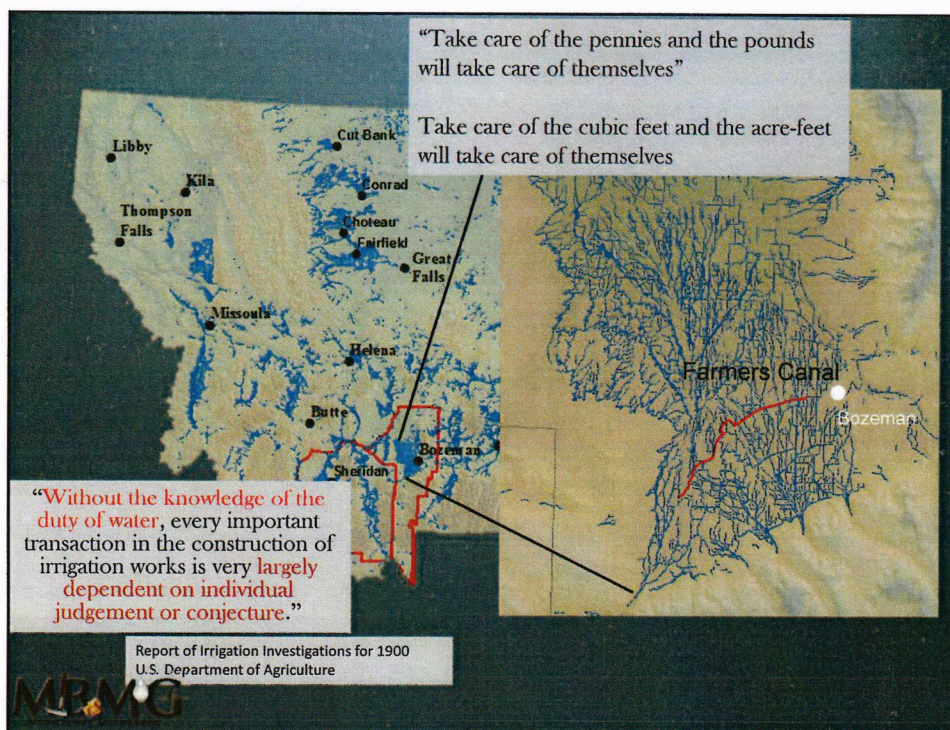 “Take care of the pennies and the pounds
will take care of themselves”
Take care of the cubic feet and the acre-feet
will take care of themselves
Libby
Cut Bank
Kila
Conrad
Thompson
Falls
Choteau
Fairfield
Great
Falls
Missoula
Helena
Farmers Canal
Bozeman
Butte
Bozeman
Sheridan
“Without the knowledge of the
duty of water, every important
transaction in the construction of
irrigation works is very largely
dependent on individual
judgement or conjecture.”
Report of Irrigation Investigations for 1900
U.S. Department of Agriculture
MBMG